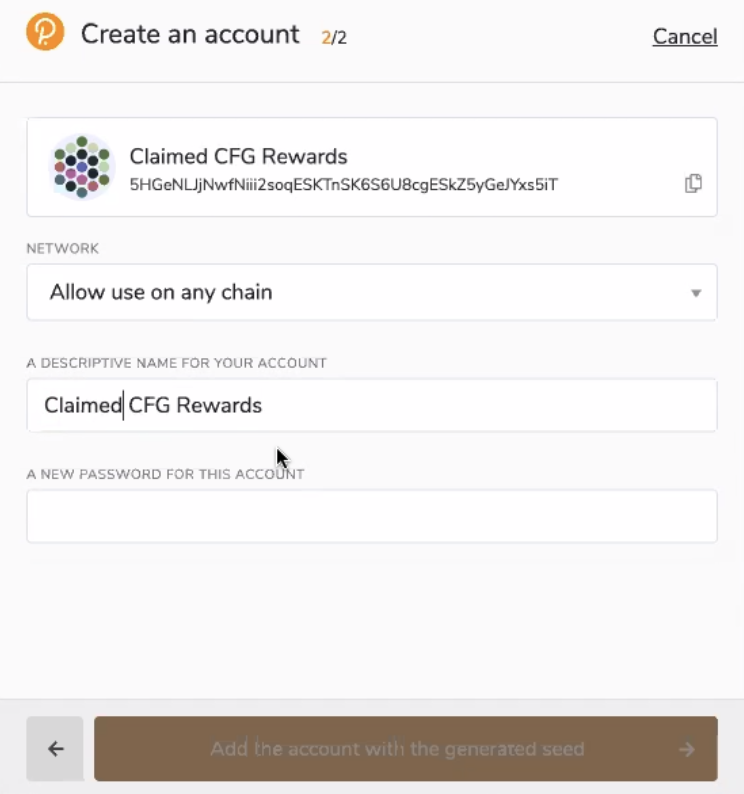 Create an account 2/2 Cancel
Claimed CFG Rewards
5HGeNLJjNwfNiii2soqESKTnSK6S6U8cgESkZ5yGeJYxs5iT
NETWORK
Allow use on any chain
A DESCRIPTIVE NAME FOR YOUR ACCOUNT
Claimed CFG Rewards
A NEW PASSWORD FOR THIS ACCOUNT
Add the account with the generated seed